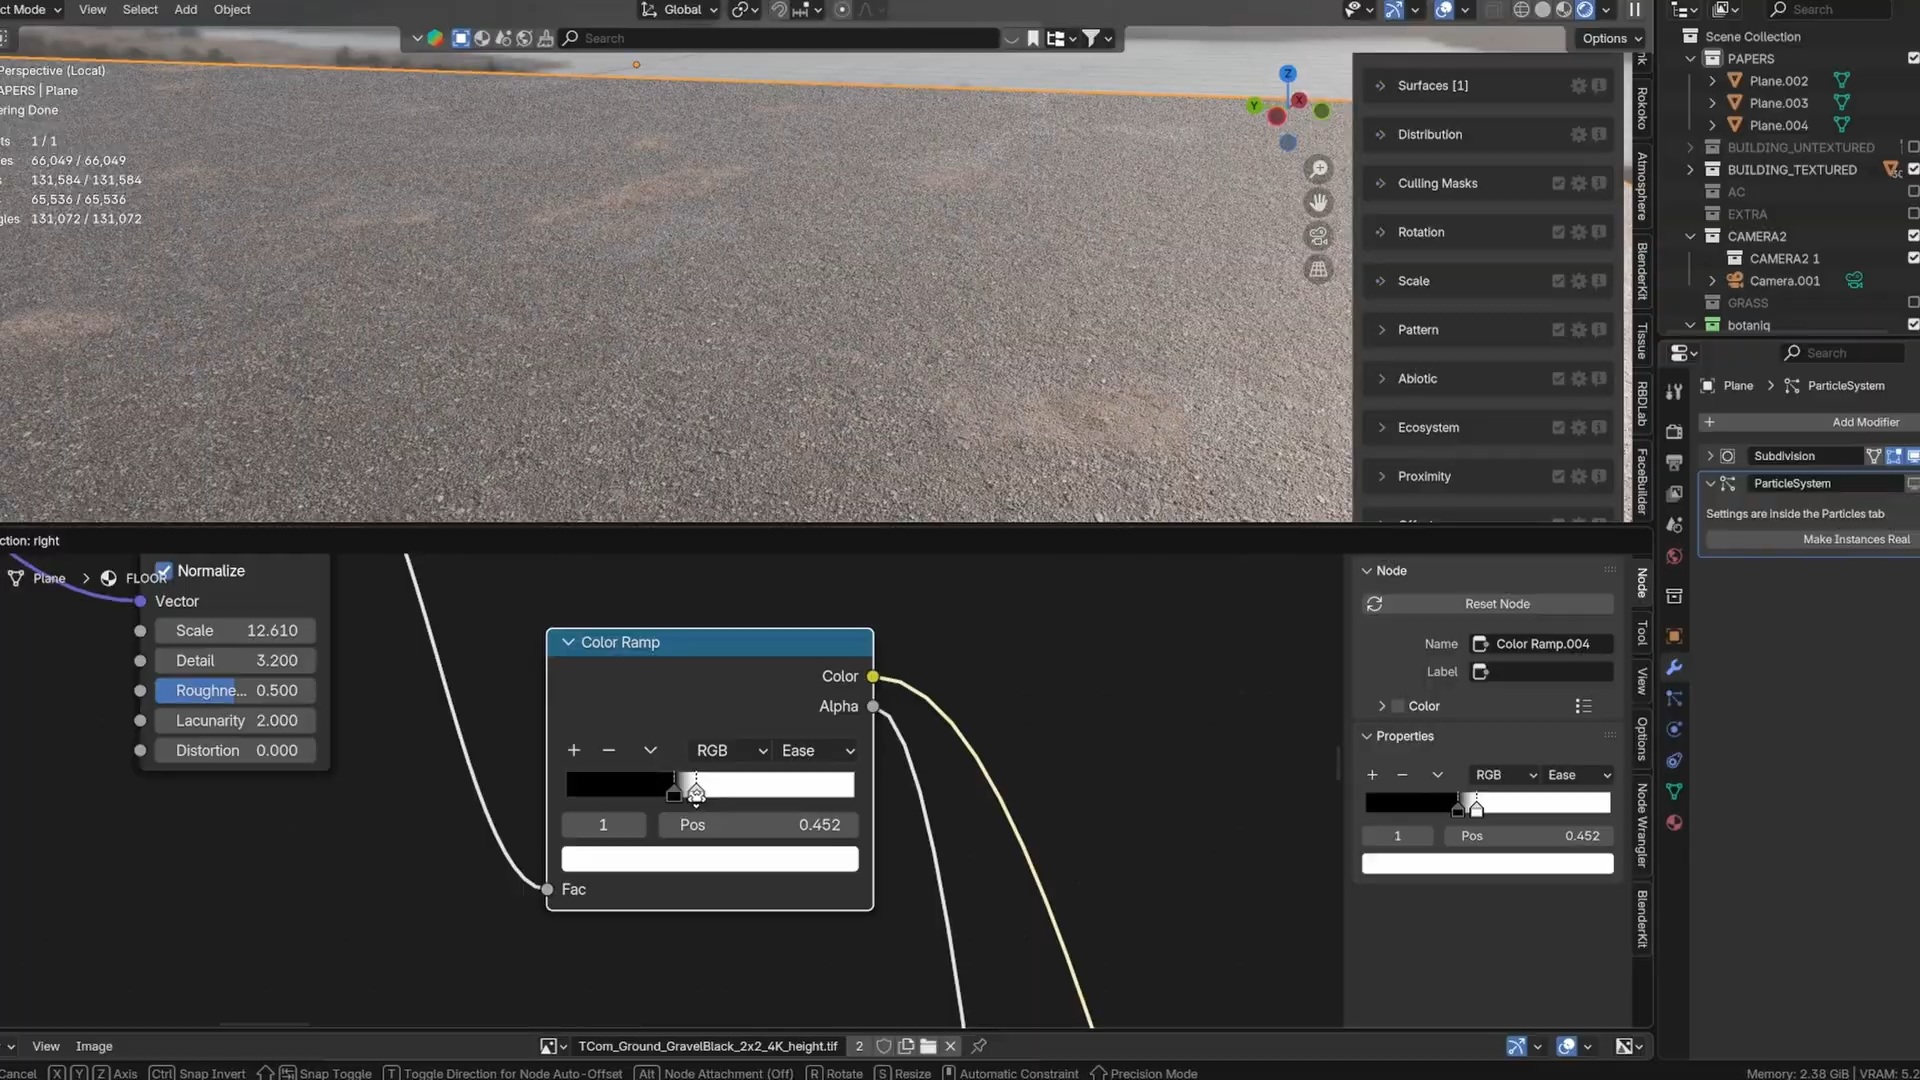 ct Mode View Select Add Object Global
Search Options
Perspective (Local)
APERS | Plane
ering Done
ts 1 / 1
es 66,049 / 66,049
s 131,584 / 131,584
65,536 / 65,536
gles 131,072 / 131,072
Z
Y
X
Surfaces [1]
Distribution
Culling Masks
Rotation
Scale
Pattern
Abiotic
Ecosystem
Proximity
Rokoko
Atmosphere
BlenderKit
Tissue
RBDLab
FaceBuilder
Search
Scene Collection
PAPERS
Plane.002
Plane.003
Plane.004
BUILDING_UNTEXTURED
BUILDING_TEXTURED
AC
EXTRA
CAMERA2
CAMERA2 1
Camera.001
GRASS
botaniq
Search
Plane ParticleSystem
Add Modifier
Subdivision
ParticleSystem
Settings are inside the Particles tab
Make Instances Real
ction: right
Plane FLOOR
Normalize
Vector
Scale 12.610
Detail 3.200
Roughne... 0.500
Lacunarity 2.000
Distortion 0.000
Color Ramp
Color
Alpha
RGB Ease
1 Pos 0.452
Fac
Node
Reset Node
Name Color Ramp.004
Label
Color
Properties
RGB Ease
1 Pos 0.452
Node
Tool
View
Options
Node Wrangler
BlenderKit
View Image TCom_Ground_GravelBlack_2x2_4K_height.tif 2
Cancel X Y Z Axis Ctrl Snap Invert Snap Toggle T Toggle Direction for Node Auto-Offset Alt Node Attachment (Off) R Rotate S Resize Automatic Constraint Precision Mode Memory: 2.38 GiB | VRAM: 5.2